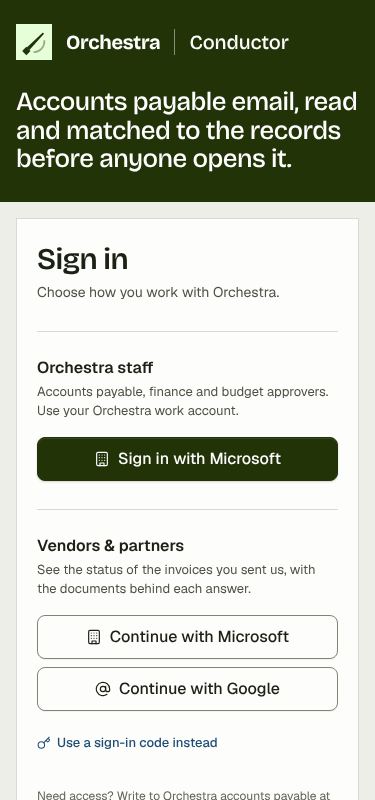 Orchestra | Conductor
Accounts payable email, read
and matched to the records
before anyone opens it.
Sign in
Choose how you work with Orchestra.
Orchestra staff
Accounts payable, finance and budget approvers.
Use your Orchestra work account.
Sign in with Microsoft
Vendors & partners
See the status of the invoices you sent us, with
the documents behind each answer.
Continue with Microsoft
Continue with Google
Use a sign-in code instead
Need access? Write to Orchestra accounts payable at